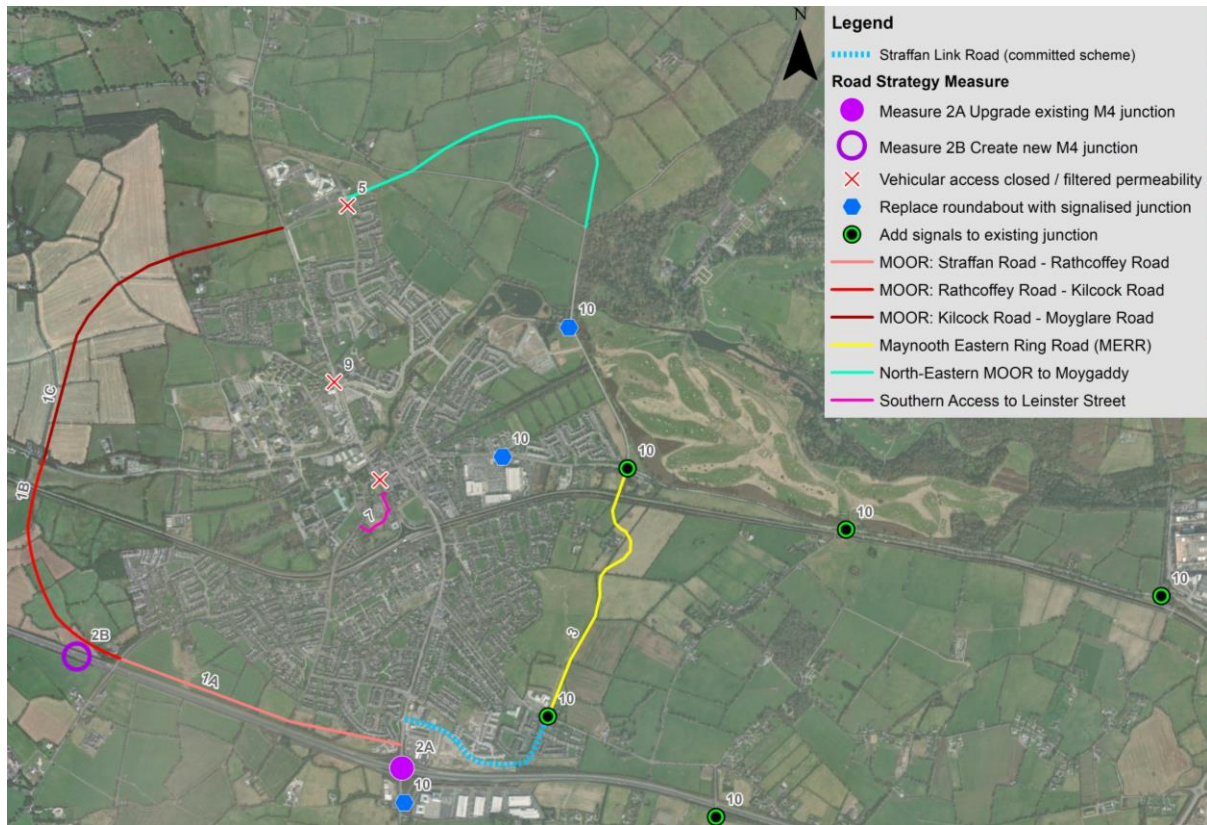 N
Legend
Straffan Link Road (committed scheme)
Road Strategy Measure
Measure 2A Upgrade existing M4 junction
Measure 2B Create new M4 junction
Vehicular access closed / filtered permeability
Replace roundabout with signalised junction
Add signals to existing junction
MOOR: Straffan Road - Rathcoffey Road
MOOR: Rathcoffey Road - Kilcock Road
MOOR: Kilcock Road - Moyglare Road
Maynooth Eastern Ring Road (MERR)
North-Eastern MOOR to Moygaddy
Southern Access to Leinster Street
5
10
9
1C
10
10
1B
7
10
10
2B
3
1A
10
2A
10
10